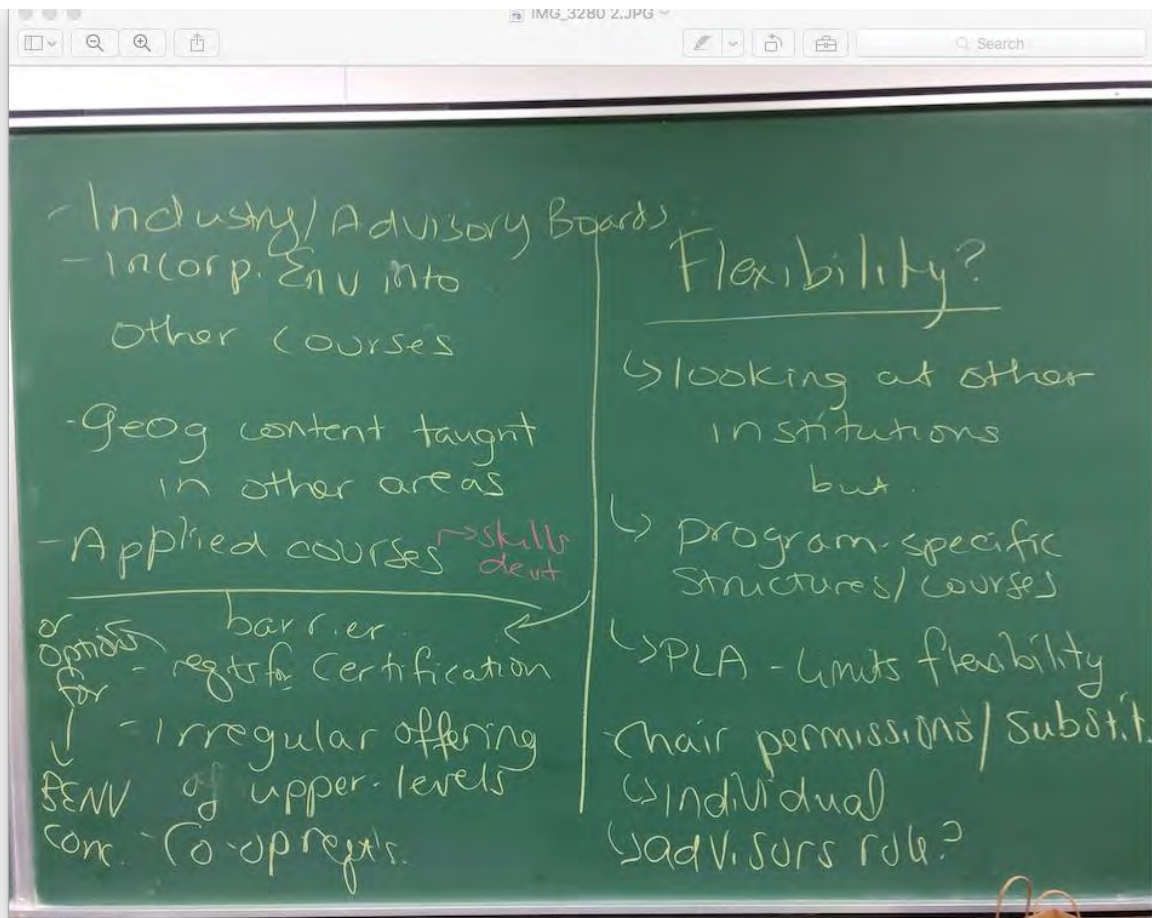 IMG_3280 2.JPG
Search
- Industry/Advisory Boards
- Incorp. Env into
other courses
- Geog content taught
in other areas
- Applied courses → skills
devt
barrier
or
options
for
↓
BENV
conc.
- reqts for Certification
- Irregular offering
of upper-levels
- Co-op reqt's.
Flexibility?
↳ looking at other
institutions
but
↳ program-specific
structures/courses
↳ PLA - limits flexibility
- chair permissions/substit.
↳ individual
↳ advisors role?